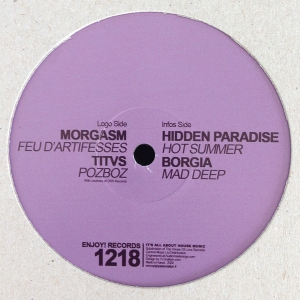 Logo Side
MORGASM
FEU D'ARTIFESSES
TITVS
POZBOZ
Infos Side
HIDDEN PARADISE
HOT SUMMER
BORGIA
MAD DEEP
ENJOY! RECORDS
1218
IT'S ALL ABOUT HOUSE MUSIC